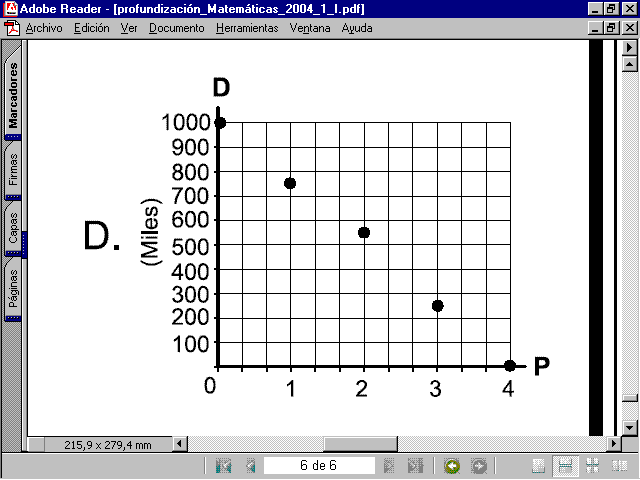 Adobe Reader - [profundización_Matemáticas_2004_1_I.pdf]
Archivo Edición Ver Documento Herramientas Ventana Ayuda
Marcadores
Firmas
Capas
Páginas
D
1000
900
800
700
600
500
400
300
200
100
(Miles)
D.
0 1 2 3 4
P
215,9 x 279,4 mm
6 de 6